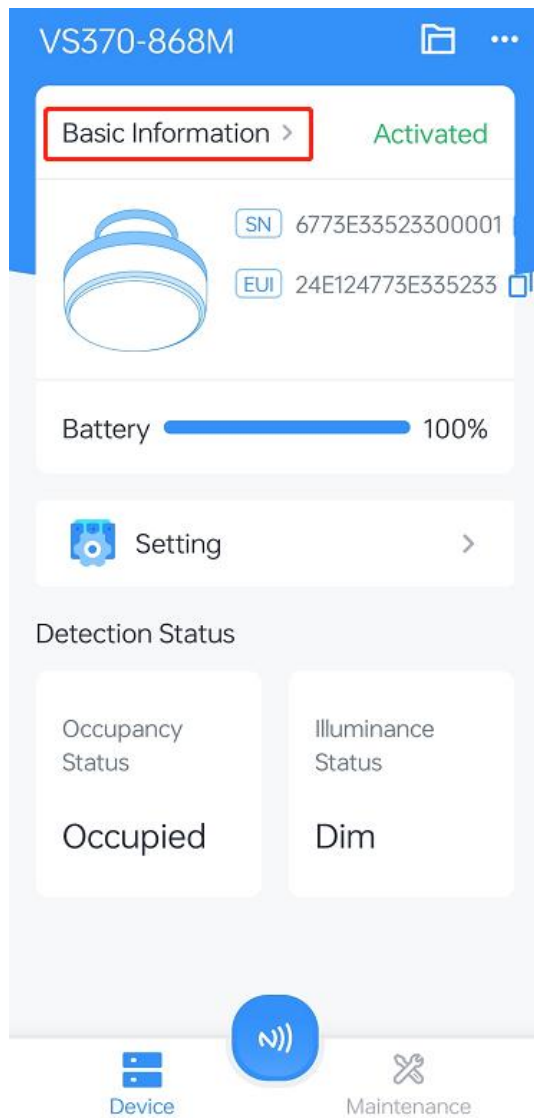 VS370-868M
Basic Information
Activated
SN 6773E33523300001
EUI 24E124773E335233
Battery 100%
Setting
Detection Status
Occupancy
Status
Occupied
Illuminance
Status
Dim
Device
Maintenance